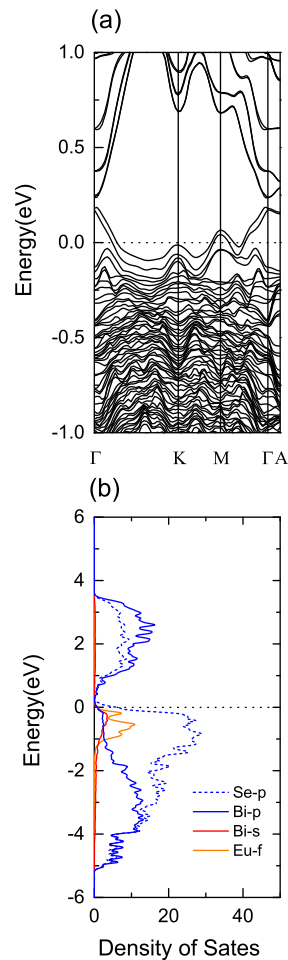 (a)
1.0
0.5
0.0
-0.5
-1.0
Energy(eV)
Γ K M Γ A
(b)
6
4
2
0
-2
-4
-6
Energy(eV)
Se-p
Bi-p
Bi-s
Eu-f
0 20 40
Density of Sates